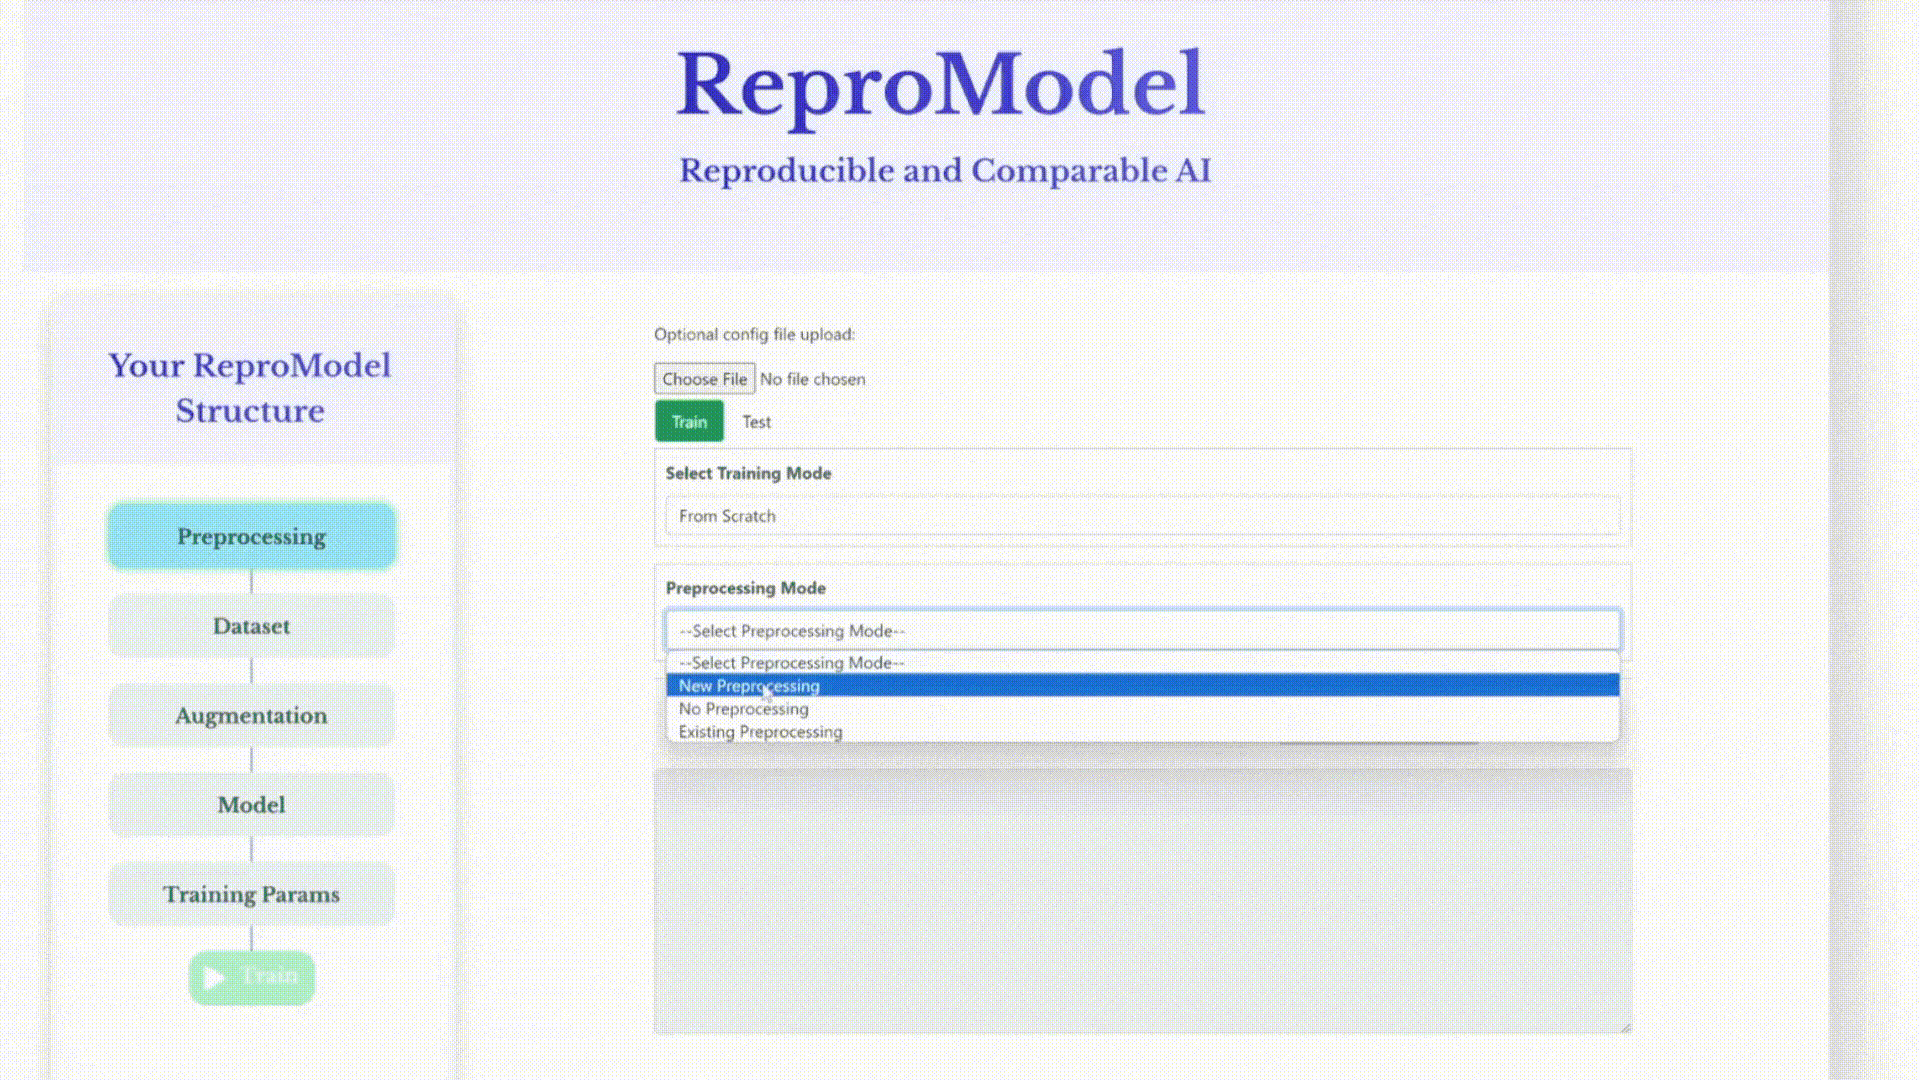 ReproModel
Reproducible and Comparable AI
Your ReproModel
Structure
Preprocessing
Dataset
Augmentation
Model
Training Params
Train
Optional config file upload:
Choose File No file chosen
Train Test
Select Training Mode
From Scratch
Preprocessing Mode
--Select Preprocessing Mode--
--Select Preprocessing Mode--
New Preprocessing
No Preprocessing
Existing Preprocessing